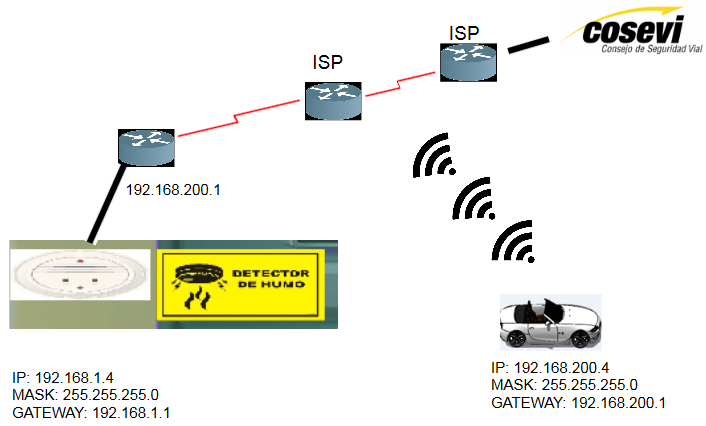 ISP
ISP
cosevi
Consejo de Seguridad Vial
192.168.200.1
DETECTOR
DE HUMO
IP: 192.168.1.4
MASK: 255.255.255.0
GATEWAY: 192.168.1.1
IP: 192.168.200.4
MASK: 255.255.255.0
GATEWAY: 192.168.200.1